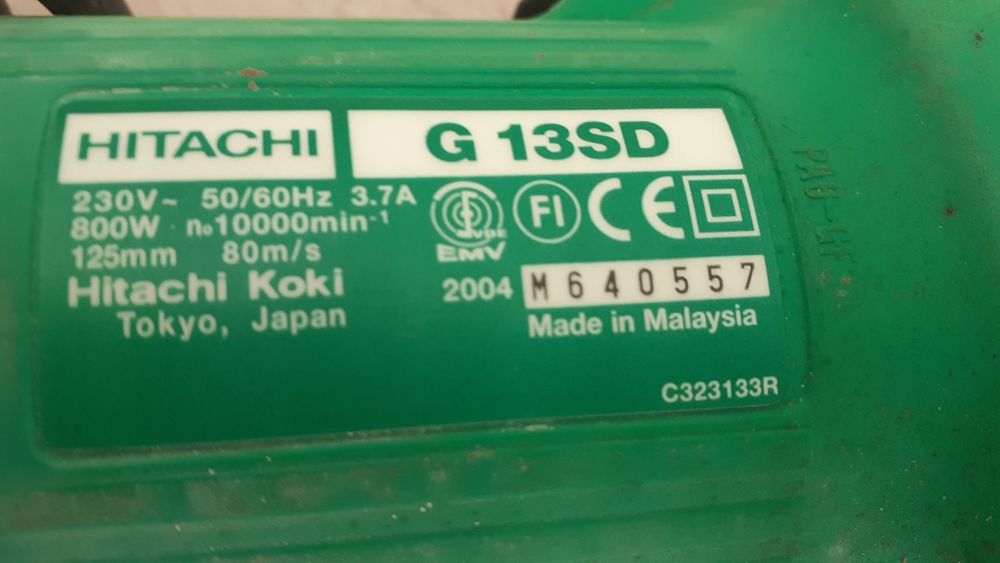 HITACHI
G 13SD
230V~ 50/60Hz 3.7A
800W n₀10000min⁻¹
125mm 80m/s
Hitachi Koki
Tokyo, Japan
VDE
EMV
FI
CE
2004 M640557
Made in Malaysia
C323133R